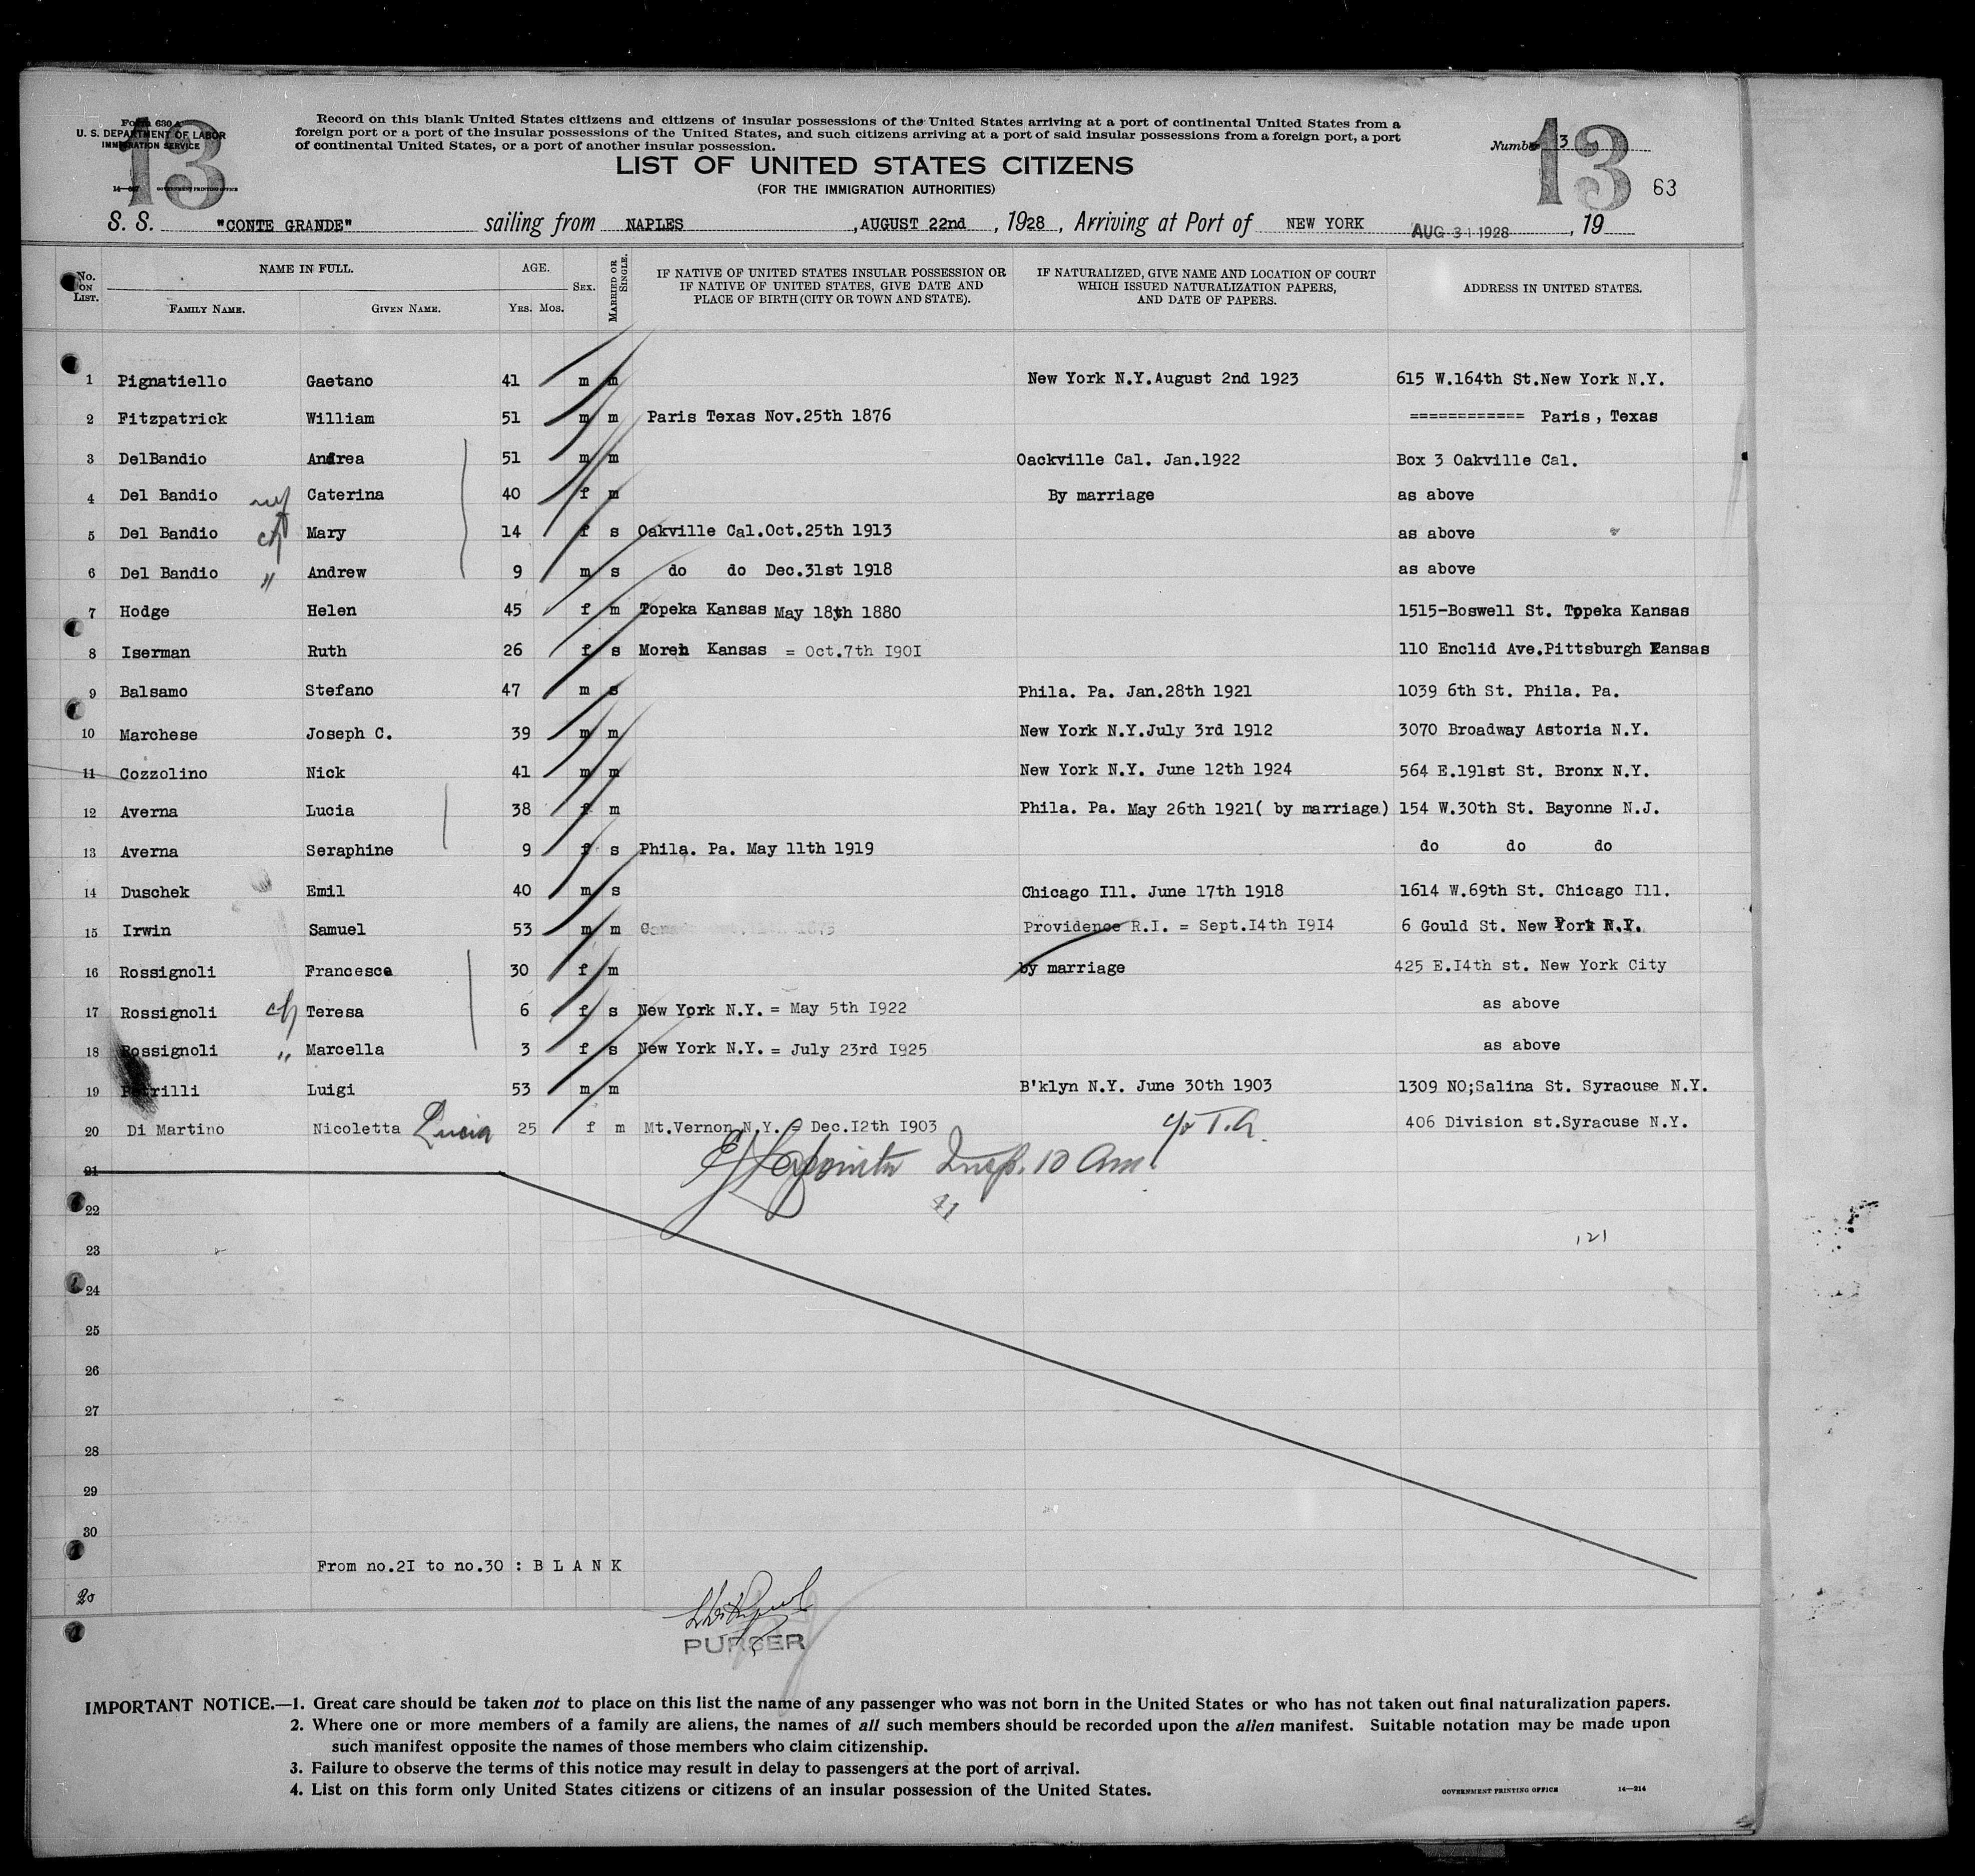 13
Form 630 A
U. S. DEPARTMENT OF LABOR
IMMIGRATION SERVICE
GOVERNMENT PRINTING OFFICE
Record on this blank United States citizens and citizens of insular possessions of the United States arriving at a port of continental United States from a
foreign port or a port of the insular possessions of the United States, and such citizens arriving at a port of said insular possessions from a foreign port, a port
of continental United States, or a port of another insular possession.
LIST OF UNITED STATES CITIZENS
(FOR THE IMMIGRATION AUTHORITIES)
Number 3
13
63
S. S. "CONTE GRANDE" sailing from NAPLES ,AUGUST 22nd , 1928 , Arriving at Port of NEW YORK AUG 31 1928 , 19
No. ON LIST. NAME IN FULL. AGE. SEX. MARRIED OR SINGLE. IF NATIVE OF UNITED STATES INSULAR POSSESSION OR IF NATIVE OF UNITED STATES, GIVE DATE AND PLACE OF BIRTH (CITY OR TOWN AND STATE). IF NATURALIZED, GIVE NAME AND LOCATION OF COURT WHICH ISSUED NATURALIZATION PAPERS, AND DATE OF PAPERS. ADDRESS IN UNITED STATES.
FAMILY NAME. GIVEN NAME. YRS. MOS.
1 Pignatiello Gaetano 41 m m New York N.Y.August 2nd 1923 615 W.164th St.New York N.Y.
2 Fitzpatrick William 51 m m Paris Texas Nov.25th 1876 ============ Paris, Texas
3 DelBandio Andrea 51 m m Oackville Cal. Jan.1922 Box 3 Oakville Cal.
4 Del Bandio wf Caterina 40 f m By marriage as above
5 Del Bandio ch Mary 14 f s Oakville Cal.Oct.25th 1913 as above
6 Del Bandio " Andrew 9 m s do do Dec.31st 1918 as above
7 Hodge Helen 45 f m Topeka Kansas May 18th 1880 1515-Boswell St. Topeka Kansas
8 Iserman Ruth 26 f s Moren Kansas = Oct.7th I90I 110 Enclid Ave.Pittsburgh Kansas
9 Balsamo Stefano 47 m s Phila. Pa. Jan.28th 1921 1039 6th St. Phila. Pa.
10 Marchese Joseph C. 39 m m New York N.Y.July 3rd 1912 3070 Broadway Astoria N.Y.
11 Cozzolino Nick 41 m m New York N.Y. June 12th 1924 564 E.191st St. Bronx N.Y.
12 Averna Lucia 38 f m Phila. Pa. May 26th 1921( by marriage) 154 W.30th St. Bayonne N.J.
13 Averna Seraphine 9 f s Phila. Pa. May 11th 1919 do do do
14 Duschek Emil 40 m s Chicago Ill. June 17th 1918 1614 W.69th St. Chicago Ill.
15 Irwin Samuel 53 m m Providence R.I. = Sept.I4th I9I4 6 Gould St. New York N.Y.
16 Rossignoli Francesca 30 f m by marriage 425 E.I4th st. New York City
17 Rossignoli ch Teresa 6 f s New York N.Y. = May 5th I922 as above
18 Rossignoli " Marcella 3 f s New York N.Y. = July 23rd I925 as above
19 Petrilli Luigi 53 m m B'klyn N.Y. June 30th 1903 1309 NO;Salina St. Syracuse N.Y.
20 Di Martino Nicoletta Lucia 25 f m Mt.Vernon N.Y. = Dec.I2th I903 c/o T.A. 406 Division st.Syracuse N.Y.
21 Insp. 10 Am.
22 41
23 121
24
25
26
27
28
29
30
From no.2I to no.30 : B L A N K
20
PURSER
IMPORTANT NOTICE.—1. Great care should be taken not to place on this list the name of any passenger who was not born in the United States or who has not taken out final naturalization papers.
2. Where one or more members of a family are aliens, the names of all such members should be recorded upon the alien manifest. Suitable notation may be made upon
such manifest opposite the names of those members who claim citizenship.
3. Failure to observe the terms of this notice may result in delay to passengers at the port of arrival.
4. List on this form only United States citizens or citizens of an insular possession of the United States.
GOVERNMENT PRINTING OFFICE 14—214